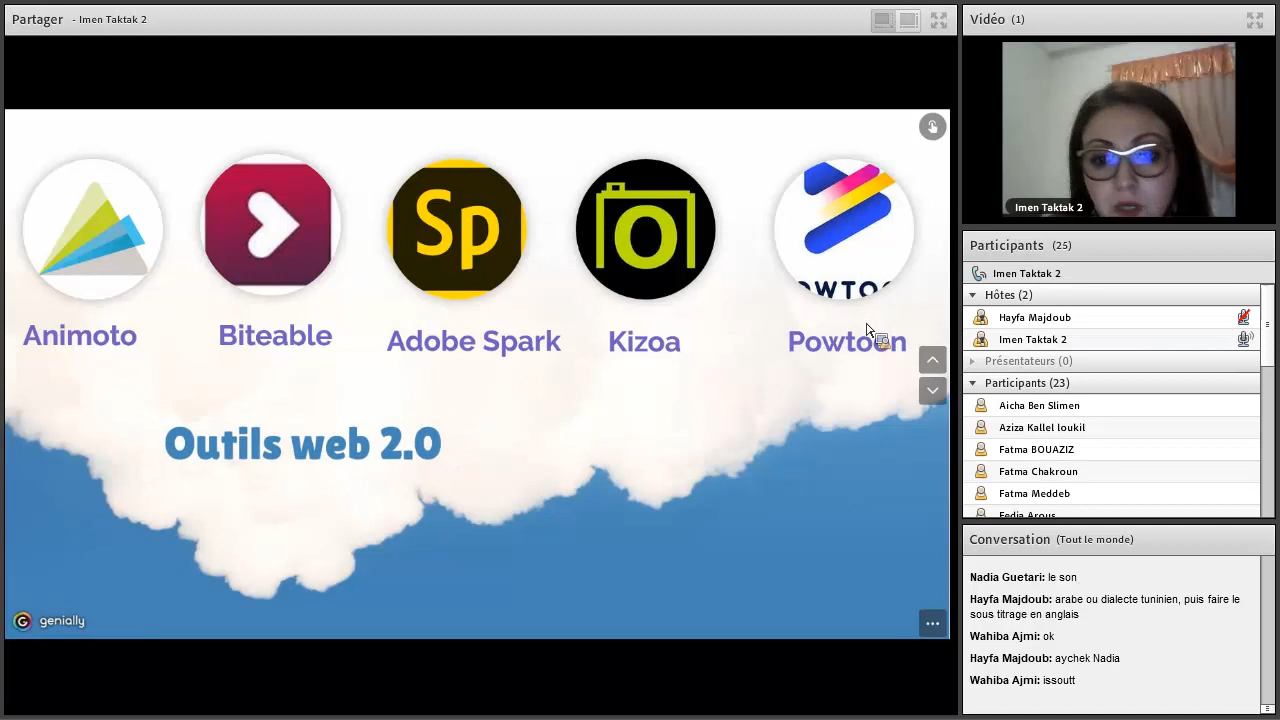 Partager - Imen Taktak 2
Sp
O
OWTOO
Animoto
Biteable
Adobe Spark
Kizoa
Powtoon
Outils web 2.0
genially
Vidéo (1)
Imen Taktak 2
Participants (25)
Imen Taktak 2
Hôtes (2)
Hayfa Majdoub
Imen Taktak 2
Présentateurs (0)
Participants (23)
Aicha Ben Slimen
Aziza Kallel loukil
Fatma BOUAZIZ
Fatma Chakroun
Fatma Meddeb
Fedia Arous
Conversation (Tout le monde)
Nadia Guetari: le son
Hayfa Majdoub: arabe ou dialecte tuninien, puis faire le
sous titrage en anglais
Wahiba Ajmi: ok
Hayfa Majdoub: aychek Nadia
Wahiba Ajmi: issoutt